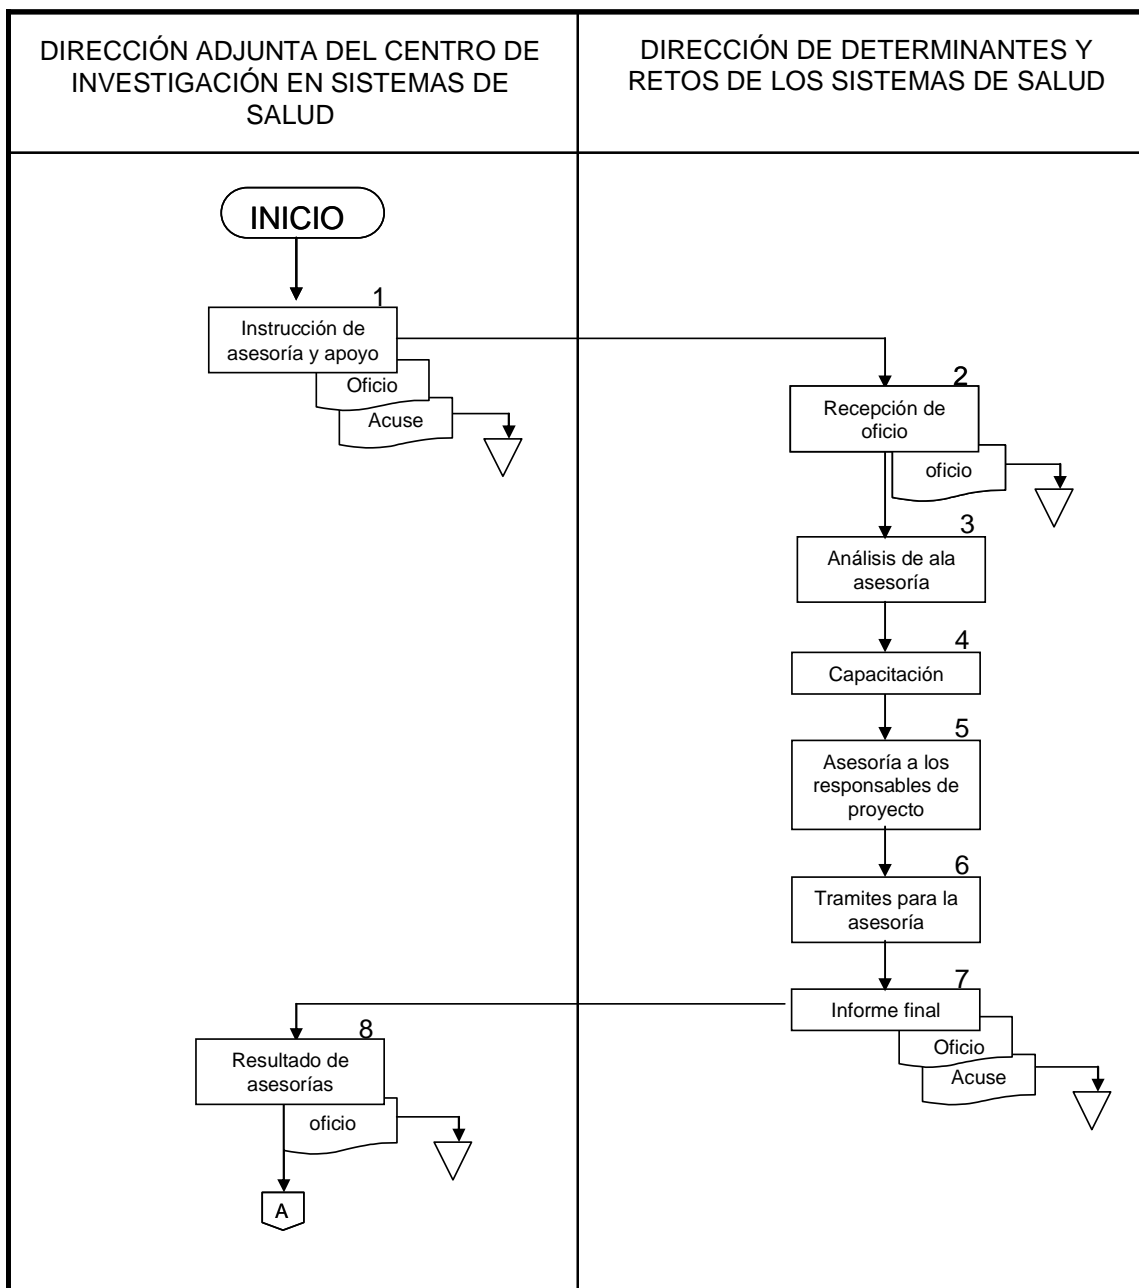 DIRECCIÓN ADJUNTA DEL CENTRO DE
INVESTIGACIÓN EN SISTEMAS DE
SALUD
DIRECCIÓN DE DETERMINANTES Y
RETOS DE LOS SISTEMAS DE SALUD
INICIO
1
Instrucción de
asesoría y apoyo
Oficio
Acuse
2
Recepción de
oficio
oficio
3
Análisis de ala
asesoría
4
Capacitación
5
Asesoría a los
responsables de
proyecto
6
Tramites para la
asesoría
7
Informe final
Oficio
Acuse
8
Resultado de
asesorías
oficio
A